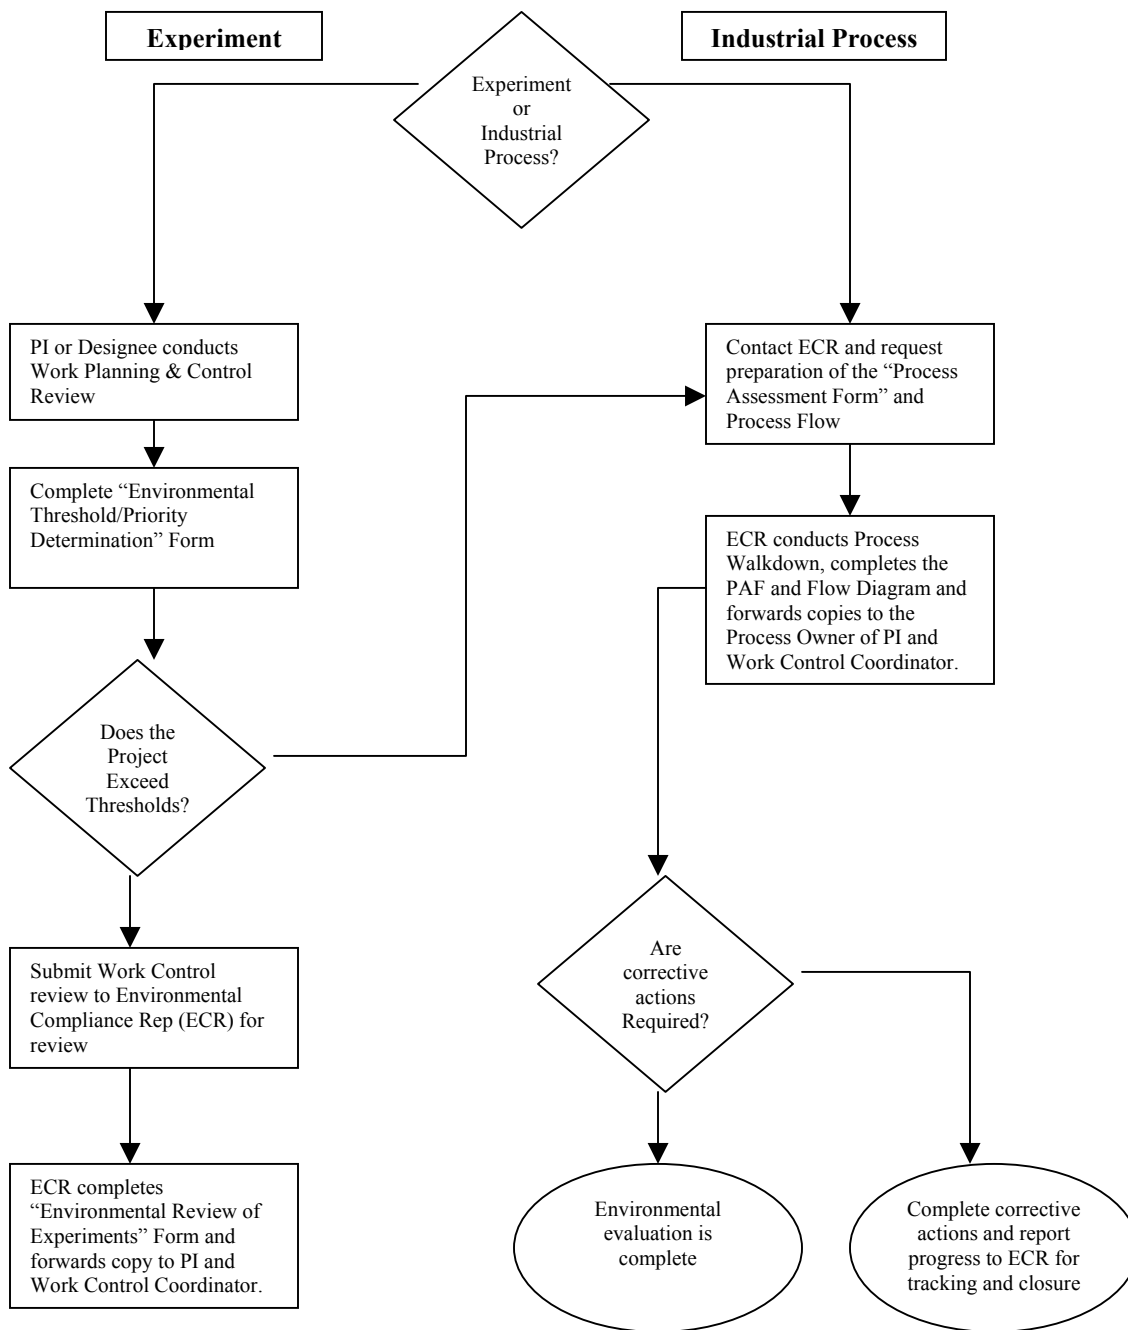 Experiment
Industrial Process
Experiment
or
Industrial
Process?
PI or Designee conducts
Work Planning & Control
Review
Contact ECR and request
preparation of the “Process
Assessment Form” and
Process Flow
Complete “Environmental
Threshold/Priority
Determination” Form
ECR conducts Process
Walkdown, completes the
PAF and Flow Diagram and
forwards copies to the
Process Owner of PI and
Work Control Coordinator.
Does the
Project
Exceed
Thresholds?
Submit Work Control
review to Environmental
Compliance Rep (ECR) for
review
Are
corrective
actions
Required?
ECR completes
“Environmental Review of
Experiments” Form and
forwards copy to PI and
Work Control Coordinator.
Environmental
evaluation is
complete
Complete corrective
actions and report
progress to ECR for
tracking and closure